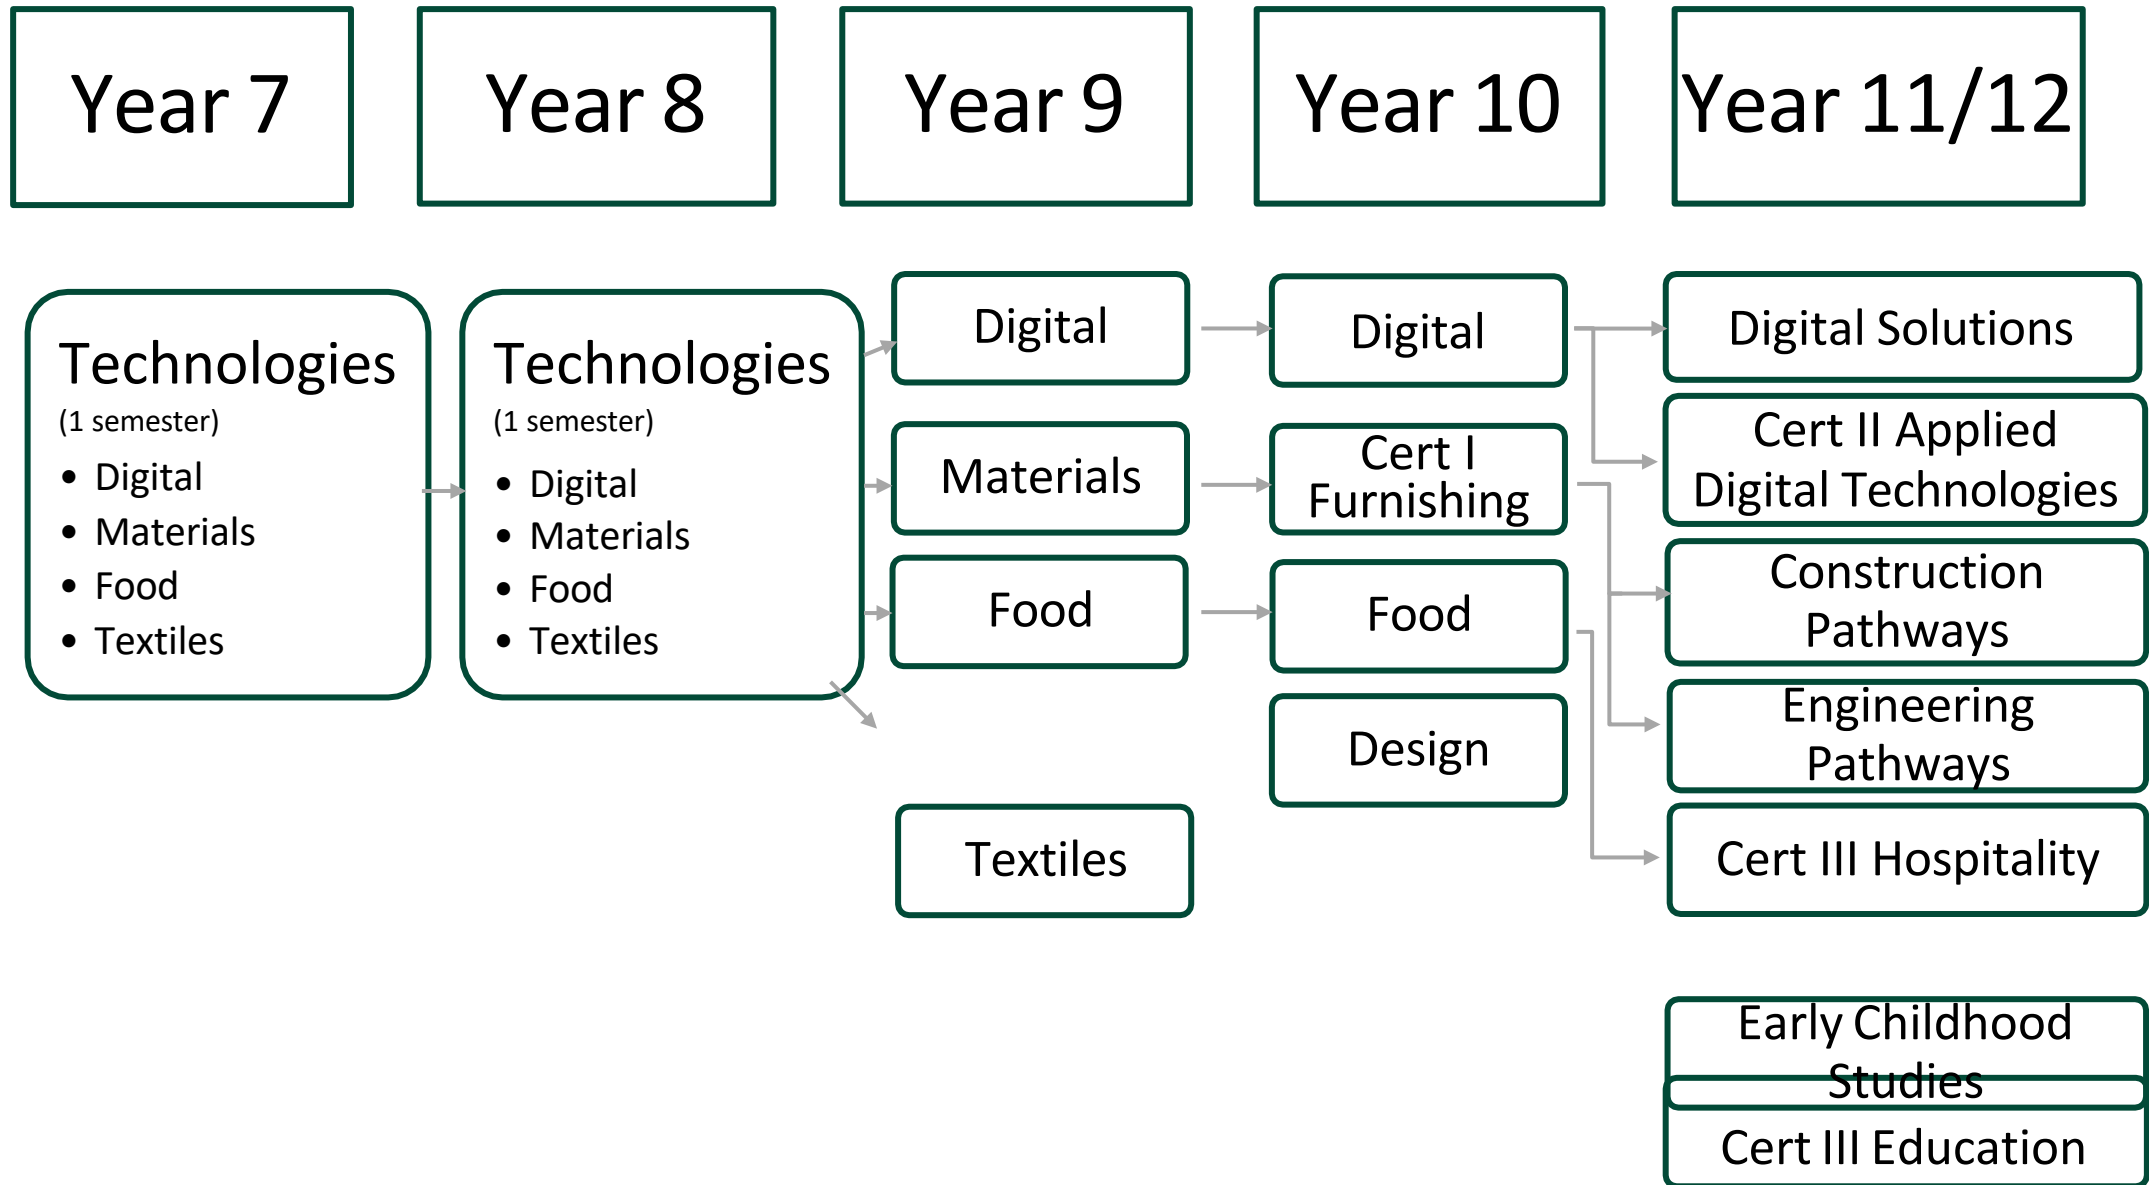 Year 7
Year 8
Year 9
Year 10
Year 11/12
Technologies
(1 semester)
• Digital
• Materials
• Food
• Textiles
Technologies
(1 semester)
• Digital
• Materials
• Food
• Textiles
Digital
Materials
Food
Textiles
Digital
Cert I
Furnishing
Food
Design
Digital Solutions
Cert II Applied
Digital Technologies
Construction
Pathways
Engineering
Pathways
Cert III Hospitality
Early Childhood
Studies
Cert III Education